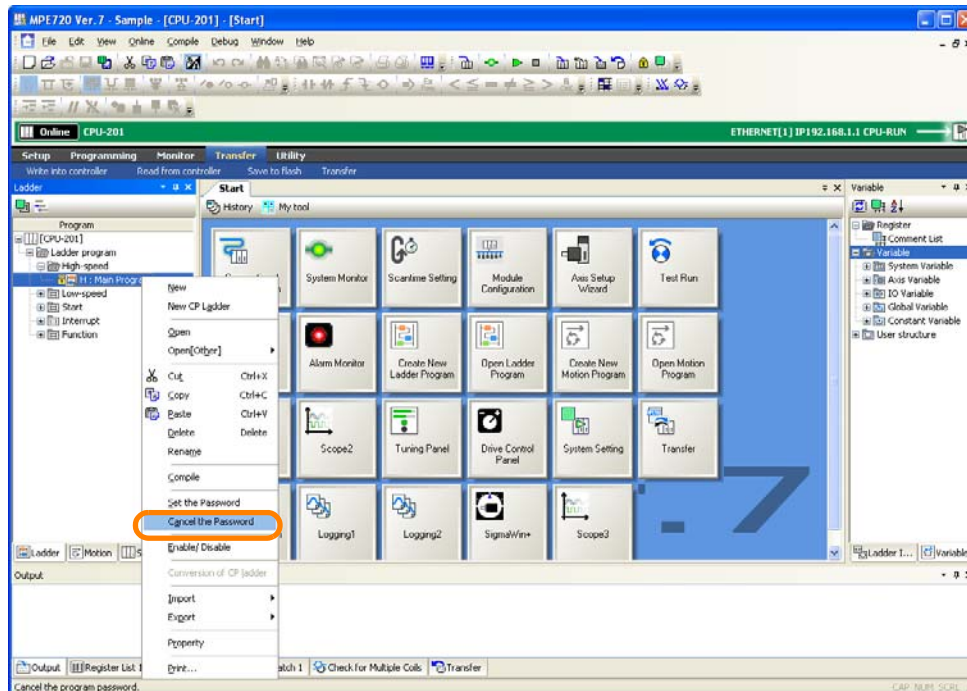 MPE720 Ver. 7 - Sample - [CPU-201] - [Start]
File Edit View Online Compile Debug Window Help
Online CPU-201 ETHERNET[1] IP192.168.1.1 CPU-RUN
Setup Programming Monitor Transfer Utility
Write into controller Read from controller Save to flash Transfer
Ladder
Program
[CPU-201]
Ladder program
High-speed
H : Main Progra
Low-speed
Start
Interrupt
Function
Ladder Motion
New
New CP Ladder
Open
Open[Other]
Cut Ctrl+X
Copy Ctrl+C
Paste Ctrl+V
Delete Delete
Rename
Compile
Set the Password
Cancel the Password
Enable/ Disable
Conversion of CP ladder
Import
Export
Property
Print...
Start
History My tool
System Monitor
Scantime Setting
Module
Configuration
Axis Setup
Wizard
Test Run
Alarm Monitor
Create New
Ladder Program
Open Ladder
Program
Create New
Motion Program
Open Motion
Program
Scope2
Tuning Panel
Drive Control
Panel
System Setting
Transfer
Logging1
Logging2
SigmaWin+
Scope3
.7
Variable
Register
Comment List
Variable
System Variable
Axis Variable
IO Variable
Global Variable
Constant Variable
User structure
Ladder I... Variable
Output
Output Register List 1 atch 1 Check for Multiple Coils Transfer
Cancel the program password. CAP NUM SCRL